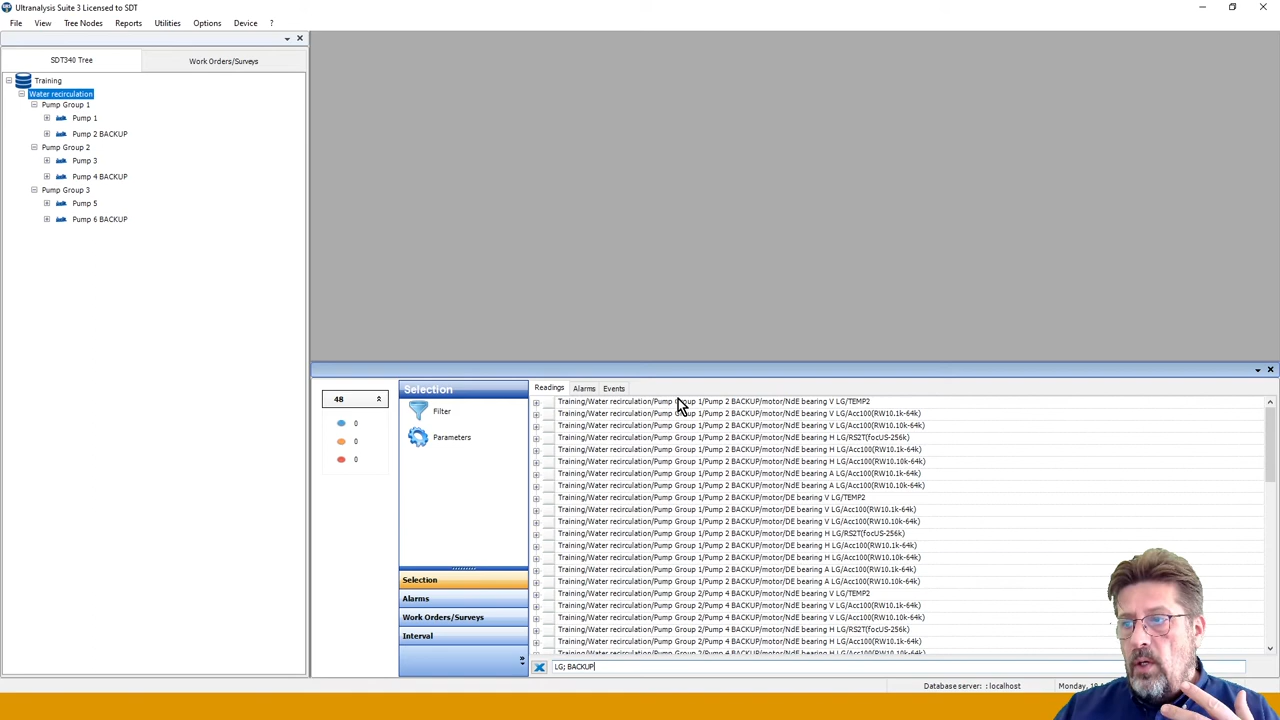 Ultranalysis Suite 3 Licensed to SDT
File View Tree Nodes Reports Utilities Options Device ?
SDT340 Tree
Work Orders/Surveys
Training
Water recirculation
Pump Group 1
Pump 1
Pump 2 BACKUP
Pump Group 2
Pump 3
Pump 4 BACKUP
Pump Group 3
Pump 5
Pump 6 BACKUP
48
0
0
0
Selection
Filter
Parameters
Selection
Alarms
Work Orders/Surveys
Interval
Readings Alarms Events
Training/Water recirculation/Pump Group 1/Pump 2 BACKUP/motor/NdE bearing V LG/TEMP2
Training/Water recirculation/Pump Group 1/Pump 2 BACKUP/motor/NdE bearing V LG/Acc100(RW10.1k-64k)
Training/Water recirculation/Pump Group 1/Pump 2 BACKUP/motor/NdE bearing V LG/Acc100(RW10.10k-64k)
Training/Water recirculation/Pump Group 1/Pump 2 BACKUP/motor/NdE bearing H LG/RS2T(focUS-256k)
Training/Water recirculation/Pump Group 1/Pump 2 BACKUP/motor/NdE bearing H LG/Acc100(RW10.1k-64k)
Training/Water recirculation/Pump Group 1/Pump 2 BACKUP/motor/NdE bearing H LG/Acc100(RW10.10k-64k)
Training/Water recirculation/Pump Group 1/Pump 2 BACKUP/motor/NdE bearing A LG/Acc100(RW10.1k-64k)
Training/Water recirculation/Pump Group 1/Pump 2 BACKUP/motor/NdE bearing A LG/Acc100(RW10.10k-64k)
Training/Water recirculation/Pump Group 1/Pump 2 BACKUP/motor/DE bearing V LG/TEMP2
Training/Water recirculation/Pump Group 1/Pump 2 BACKUP/motor/DE bearing V LG/Acc100(RW10.1k-64k)
Training/Water recirculation/Pump Group 1/Pump 2 BACKUP/motor/DE bearing V LG/Acc100(RW10.10k-64k)
Training/Water recirculation/Pump Group 1/Pump 2 BACKUP/motor/DE bearing H LG/RS2T(focUS-256k)
Training/Water recirculation/Pump Group 1/Pump 2 BACKUP/motor/DE bearing H LG/Acc100(RW10.1k-64k)
Training/Water recirculation/Pump Group 1/Pump 2 BACKUP/motor/DE bearing H LG/Acc100(RW10.10k-64k)
Training/Water recirculation/Pump Group 1/Pump 2 BACKUP/motor/DE bearing A LG/Acc100(RW10.1k-64k)
Training/Water recirculation/Pump Group 1/Pump 2 BACKUP/motor/DE bearing A LG/Acc100(RW10.10k-64k)
Training/Water recirculation/Pump Group 2/Pump 4 BACKUP/motor/NdE bearing V LG/TEMP2
Training/Water recirculation/Pump Group 2/Pump 4 BACKUP/motor/NdE bearing V LG/Acc100(RW10.1k-64k)
Training/Water recirculation/Pump Group 2/Pump 4 BACKUP/motor/NdE bearing V LG/Acc100(RW10.10k-64k)
Training/Water recirculation/Pump Group 2/Pump 4 BACKUP/motor/NdE bearing H LG/RS2T(focUS-256k)
Training/Water recirculation/Pump Group 2/Pump 4 BACKUP/motor/NdE bearing H LG/Acc100(RW10.1k-64k)
Training/Water recirculation/Pump Group 2/Pump 4 BACKUP/motor/NdE bearing H LG/Acc100(RW10.10k-64k)
LG; BACKUP
Database server: : localhost
Monday,